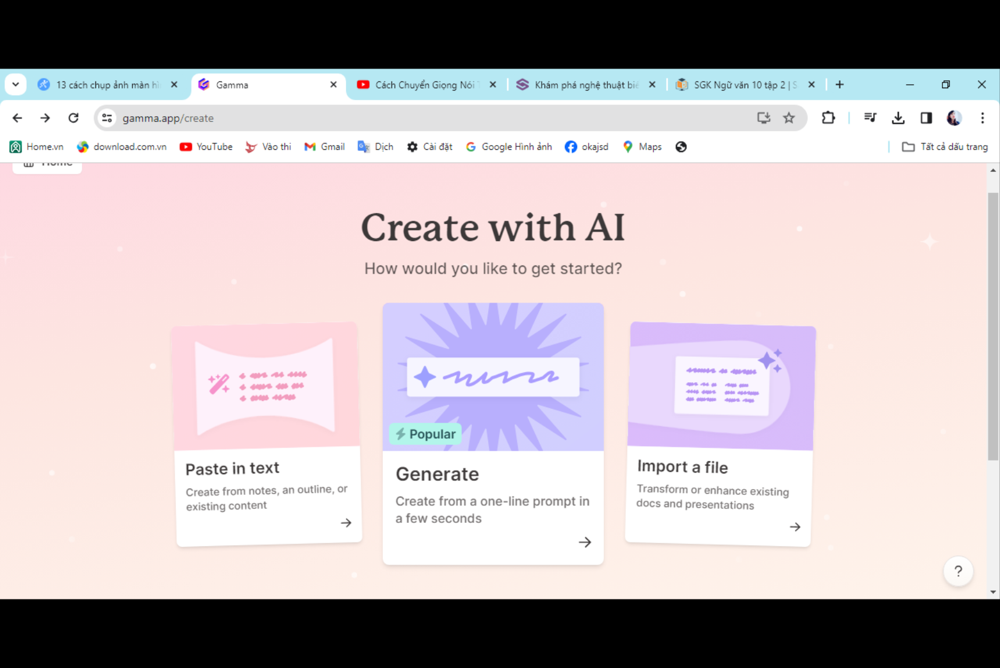 13 cách chụp ảnh màn hì
Gamma
Cách Chuyển Giọng Nói
Khám phá nghệ thuật biế
SGK Ngữ văn 10 tập 2 | S
gamma.app/create
Home.vn
download.com.vn
YouTube
Vào thi
Gmail
Dịch
Cài đặt
Google Hình ảnh
okajsd
Maps
Tất cả dấu trang
Home
Create with AI
How would you like to get started?
Popular
Paste in text
Create from notes, an outline, or
existing content
Generate
Create from a one-line prompt in
a few seconds
Import a file
Transform or enhance existing
docs and presentations
?